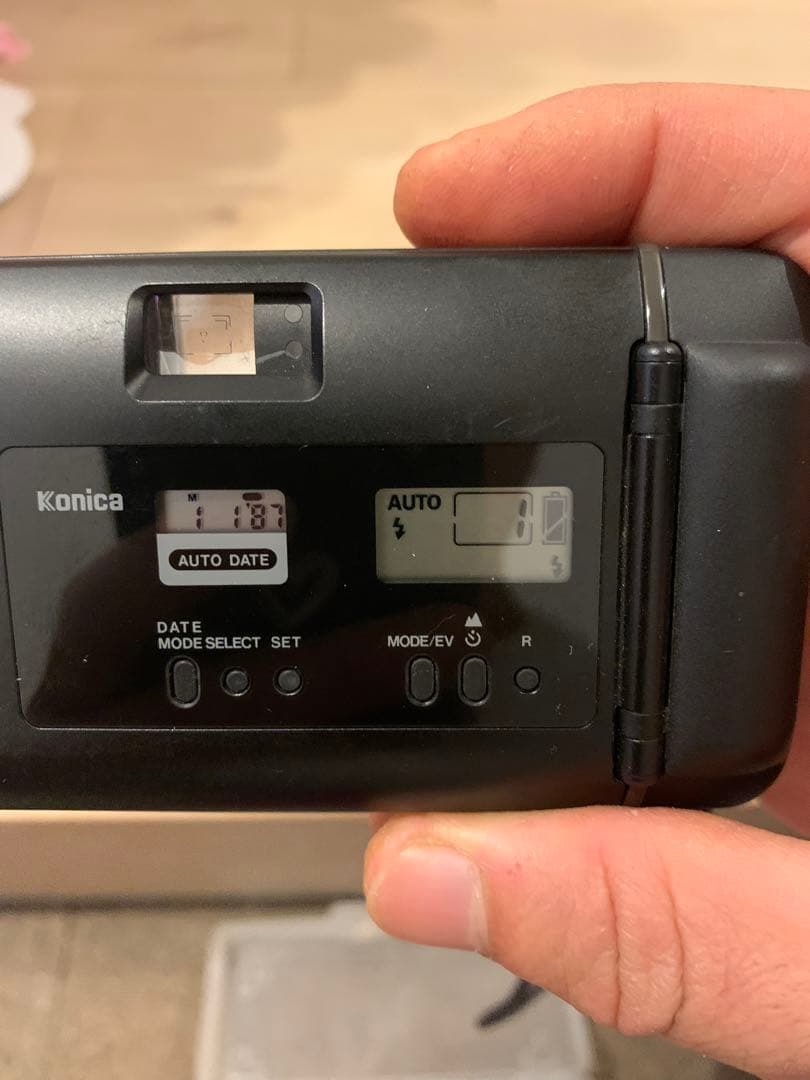 Konica
M
1 1'87
AUTO DATE
AUTO
1
DATE
MODE SELECT SET
MODE/EV
R